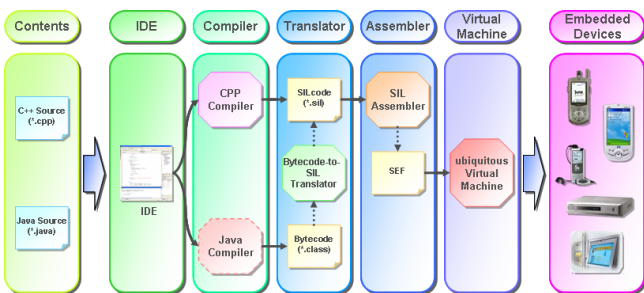 Contents
IDE
Compiler
Translator
Assembler
Virtual
Machine
Embedded
Devices
C++ Source
(*.cpp)
Java Source
(*.java)
IDE
CPP
Compiler
Java
Compiler
SILcode
(*.sil)
Bytecode-to-
SIL
Translator
Bytecode
(*.class)
SIL
Assembler
SEF
ubiquitous
Virtual
Machine